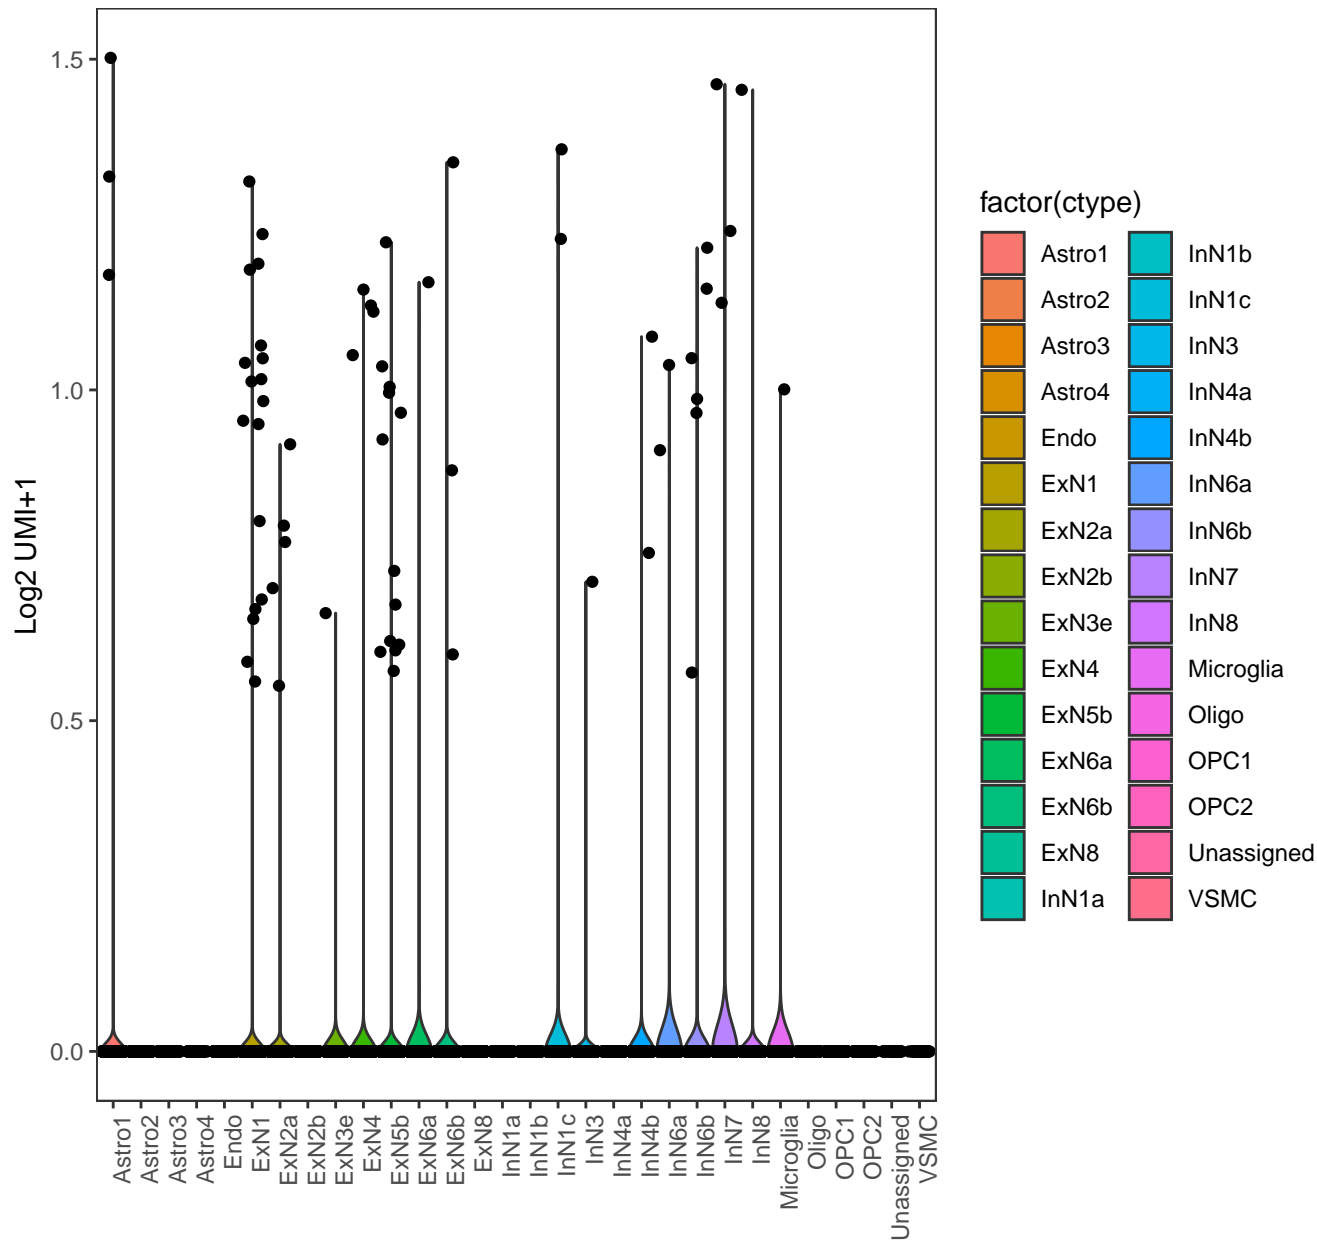 1.5
1.0
0.5
0.0
Log2 UMI+1
Astro1
Astro2
Astro3
Astro4
Endo
ExN1
ExN2a
ExN2b
ExN3e
ExN4
ExN5b
ExN6a
ExN6b
ExN8
InN1a
InN1b
InN1c
InN3
InN4a
InN4b
InN6a
InN6b
InN7
InN8
Microglia
Oligo
OPC1
OPC2
Unassigned
VSMC
factor(ctype)
Astro1
Astro2
Astro3
Astro4
Endo
ExN1
ExN2a
ExN2b
ExN3e
ExN4
ExN5b
ExN6a
ExN6b
ExN8
InN1a
InN1b
InN1c
InN3
InN4a
InN4b
InN6a
InN6b
InN7
InN8
Microglia
Oligo
OPC1
OPC2
Unassigned
VSMC